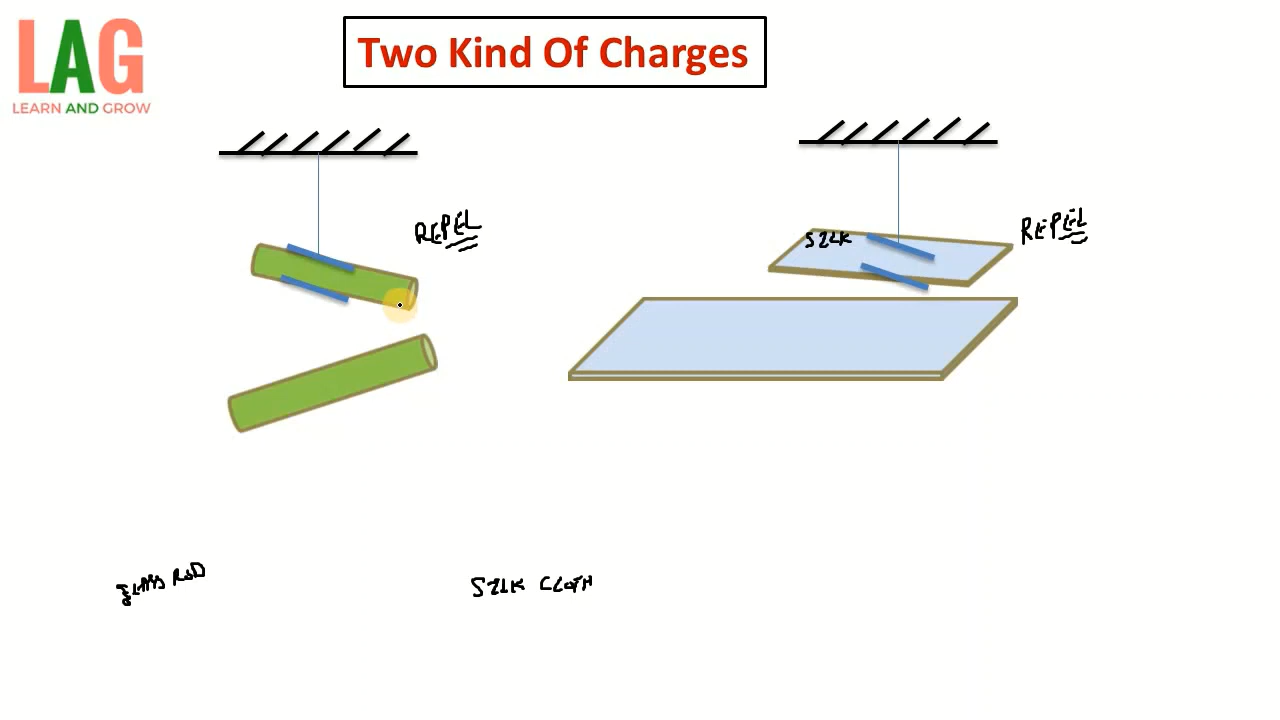 LAG
LEARN AND GROW
Two Kind Of Charges
REPEL
REPEL
SILK
GLASS ROD
SILK CLOTH